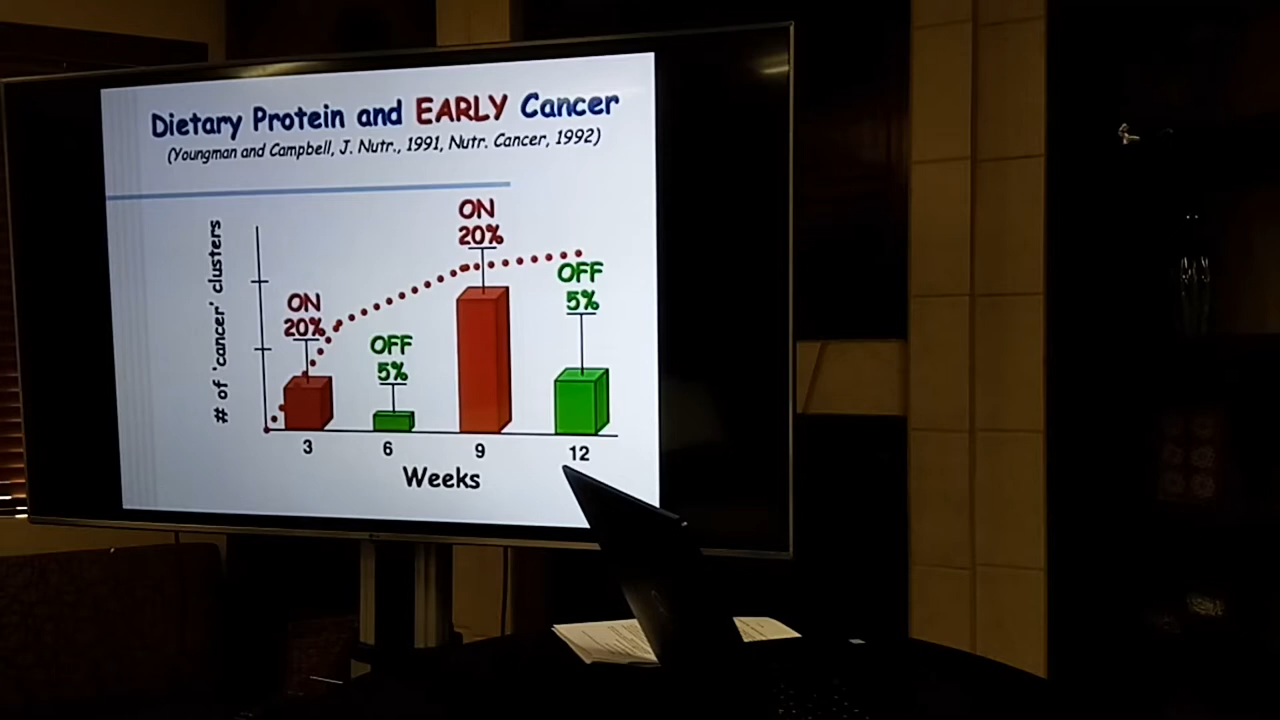 Dietary Protein and EARLY Cancer
(Youngman and Campbell, J. Nutr., 1991, Nutr. Cancer, 1992)
# of 'cancer' clusters
ON
20%
OFF
5%
ON
20%
OFF
5%
3 6 9 12
Weeks